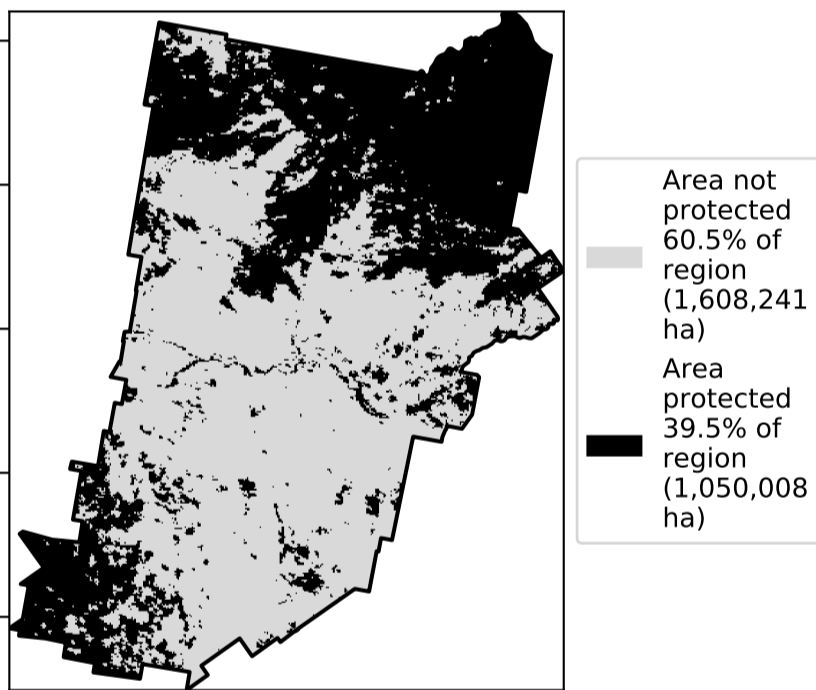 Area not
protected
60.5% of
region
(1,608,241
ha)
Area
protected
39.5% of
region
(1,050,008
ha)